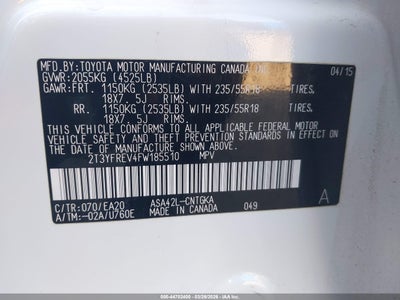 MFD.BY:TOYOTA MOTOR MANUFACTURING CANADA INC. 04/15
GVWR:2055KG (4525LB)
GAWR:FRT. 1150KG (2535LB) WITH 235/55R18 TIRES,
18X7. 5J RIMS.
RR. 1150KG (2535LB) WITH 235/55R18 TIRES,
18X7. 5J RIMS.
THIS VEHICLE CONFORMS TO ALL APPLICABLE FEDERAL MOTOR
VEHICLE SAFETY STANDARDS IN EFFECT ON THE DATE OF
MANUFACTURE SHOWN ABOVE.
2T3YFREV4FW185510 MPV
C/TR:070/EA20 ASA42L-CNTGKA A
A/TM:-02A/U760E MADE IN CANADA 049